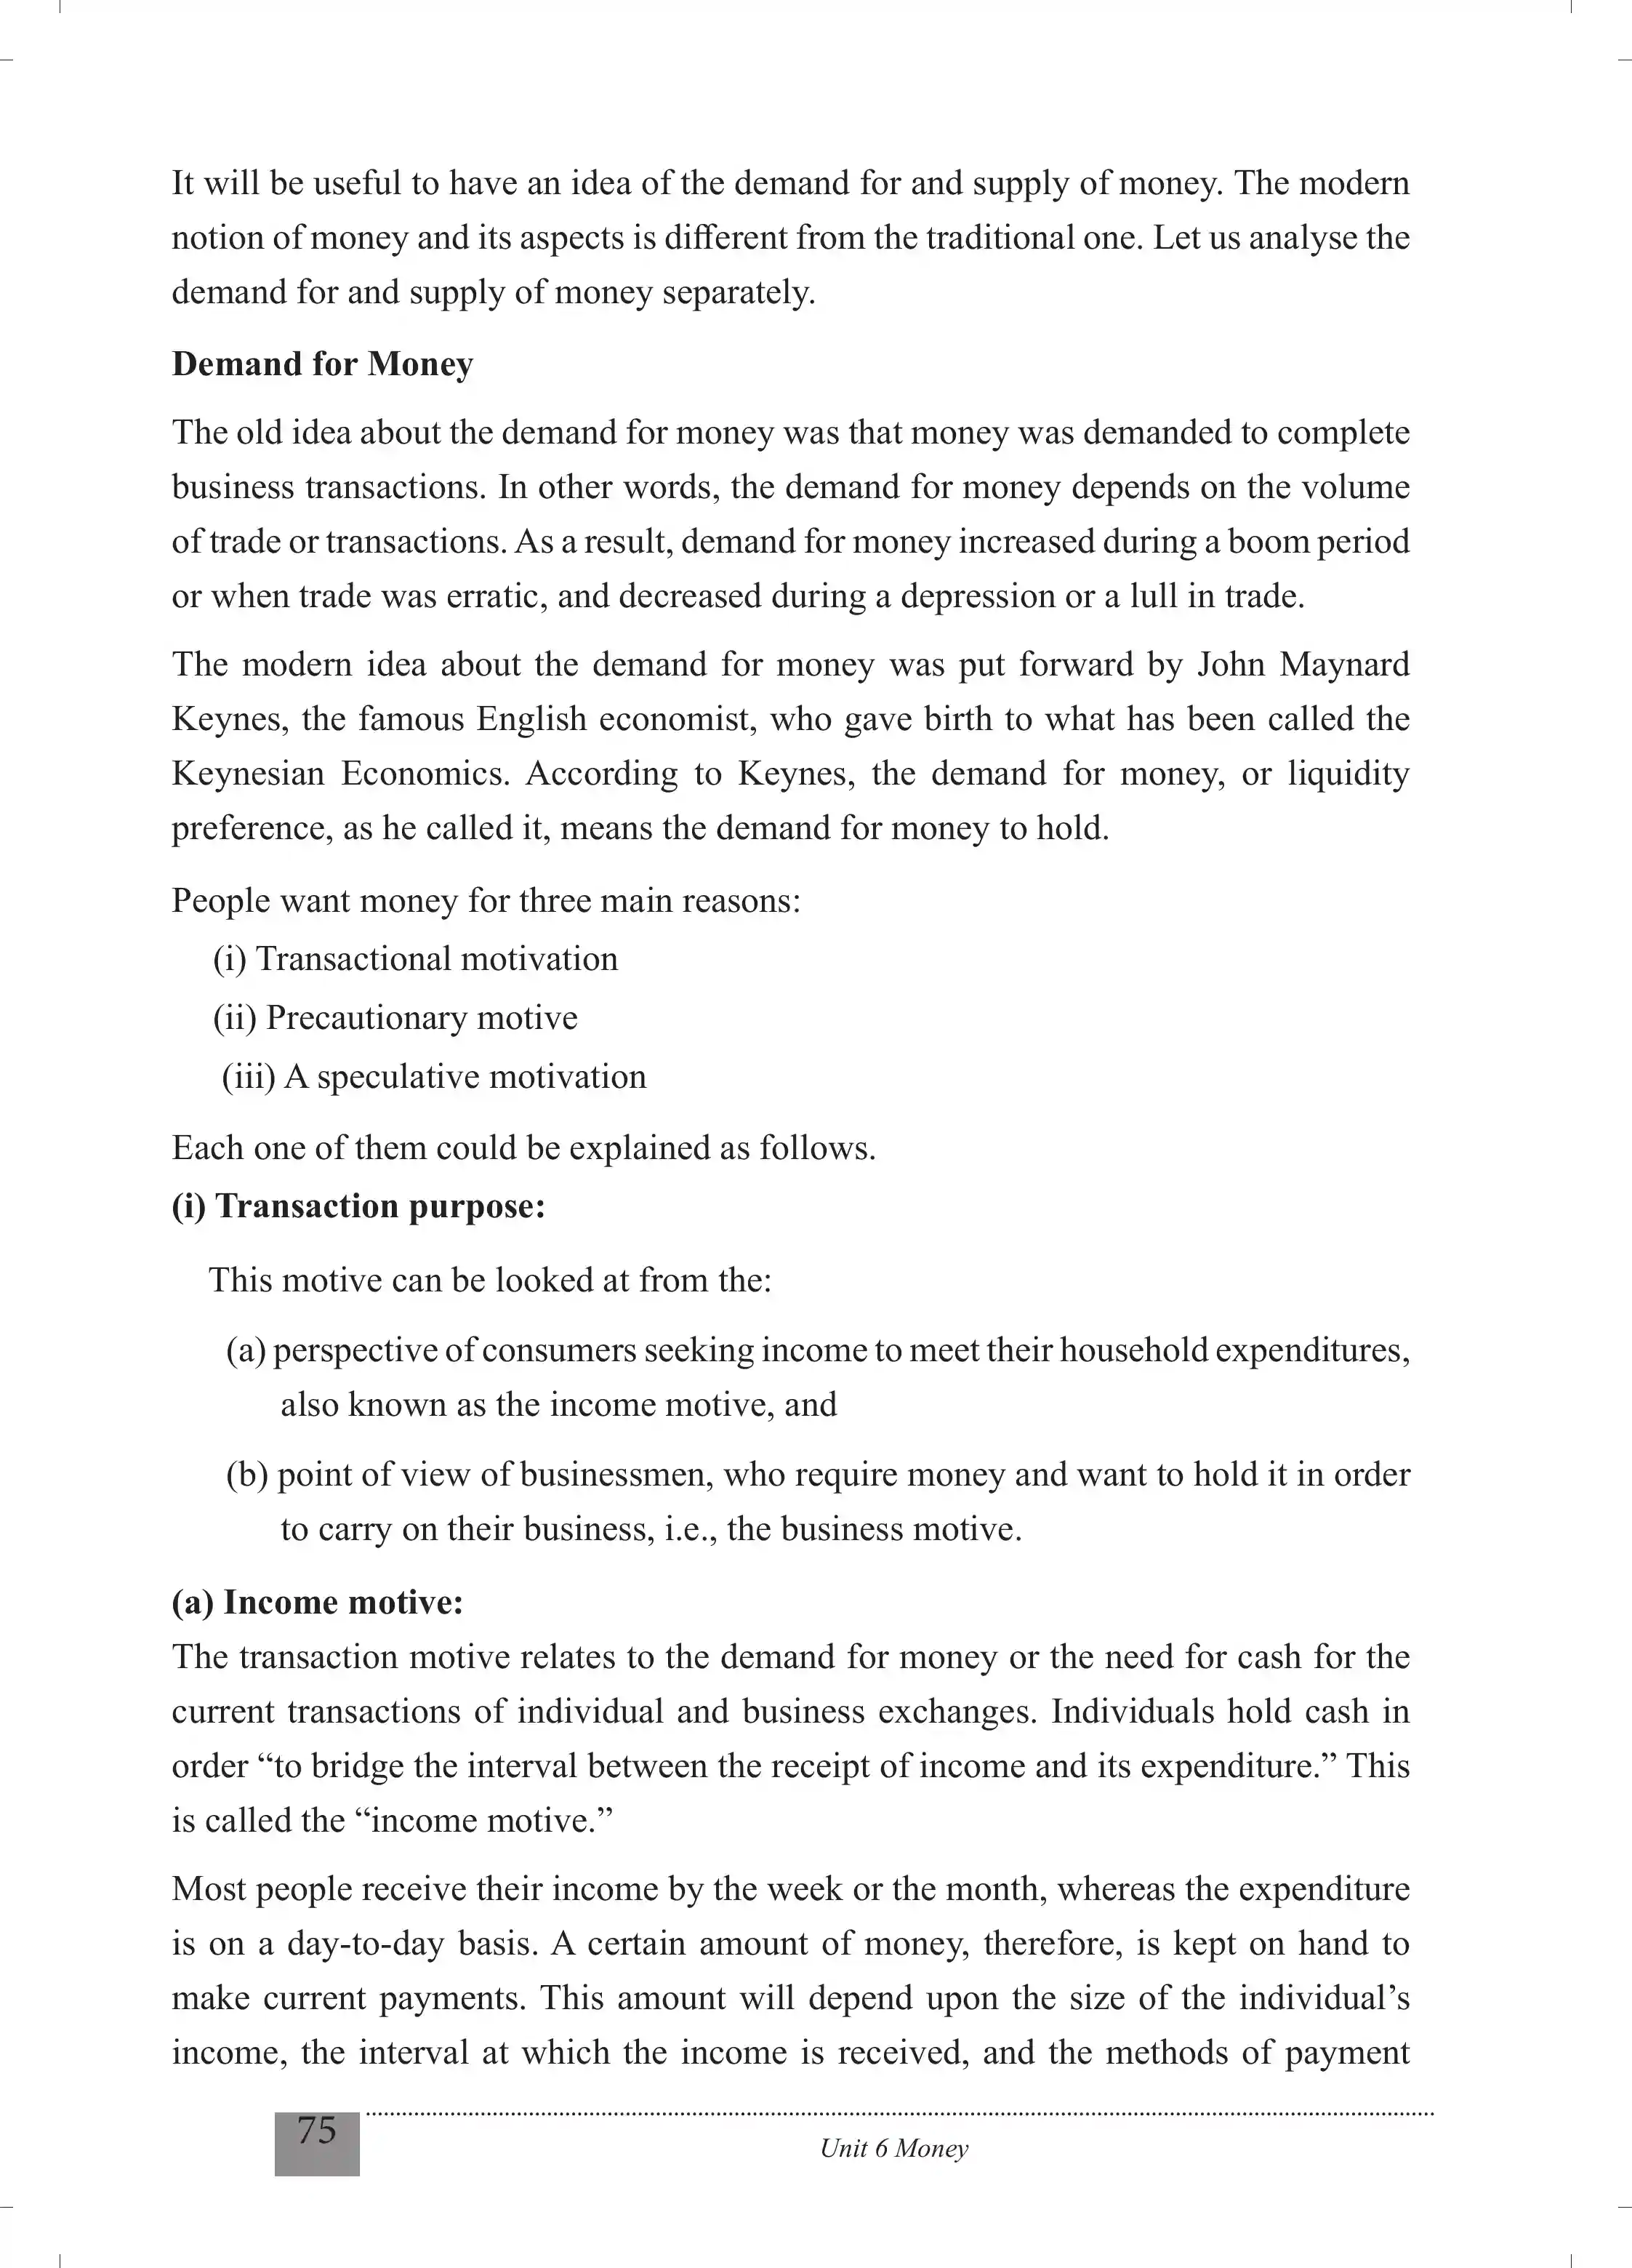 It will be useful to have an idea of the demand for and supply of money. The modern
notion of money and its aspects is different from the traditional one. Let us analyse the
demand for and supply of money separately.
Demand for Money
The old idea about the demand for money was that money was demanded to complete
business transactions. In other words, the demand for money depends on the volume
of trade or transactions. As a result, demand for money increased during a boom period
or when trade was erratic, and decreased during a depression or a lull in trade.
The modern idea about the demand for money was put forward by John Maynard
Keynes, the famous English economist, who gave birth to what has been called the
Keynesian Economics. According to Keynes, the demand for money, or liquidity
preference, as he called it, means the demand for money to hold.
People want money for three main reasons:
(i) Transactional motivation
(ii) Precautionary motive
(iii) A speculative motivation
Each one of them could be explained as follows.
(i) Transaction purpose:
This motive can be looked at from the:
(a) perspective of consumers seeking income to meet their household expenditures,
also known as the income motive, and
(b) point of view of businessmen, who require money and want to hold it in order
to carry on their business, i.e., the business motive.
(a) Income motive:
The transaction motive relates to the demand for money or the need for cash for the
current transactions of individual and business exchanges. Individuals hold cash in
order “to bridge the interval between the receipt of income and its expenditure.” This
is called the “income motive.”
Most people receive their income by the week or the month, whereas the expenditure
is on a day-to-day basis. A certain amount of money, therefore, is kept on hand to
make current payments. This amount will depend upon the size of the individual’s
income, the interval at which the income is received, and the methods of payment
75
Unit 6 Money